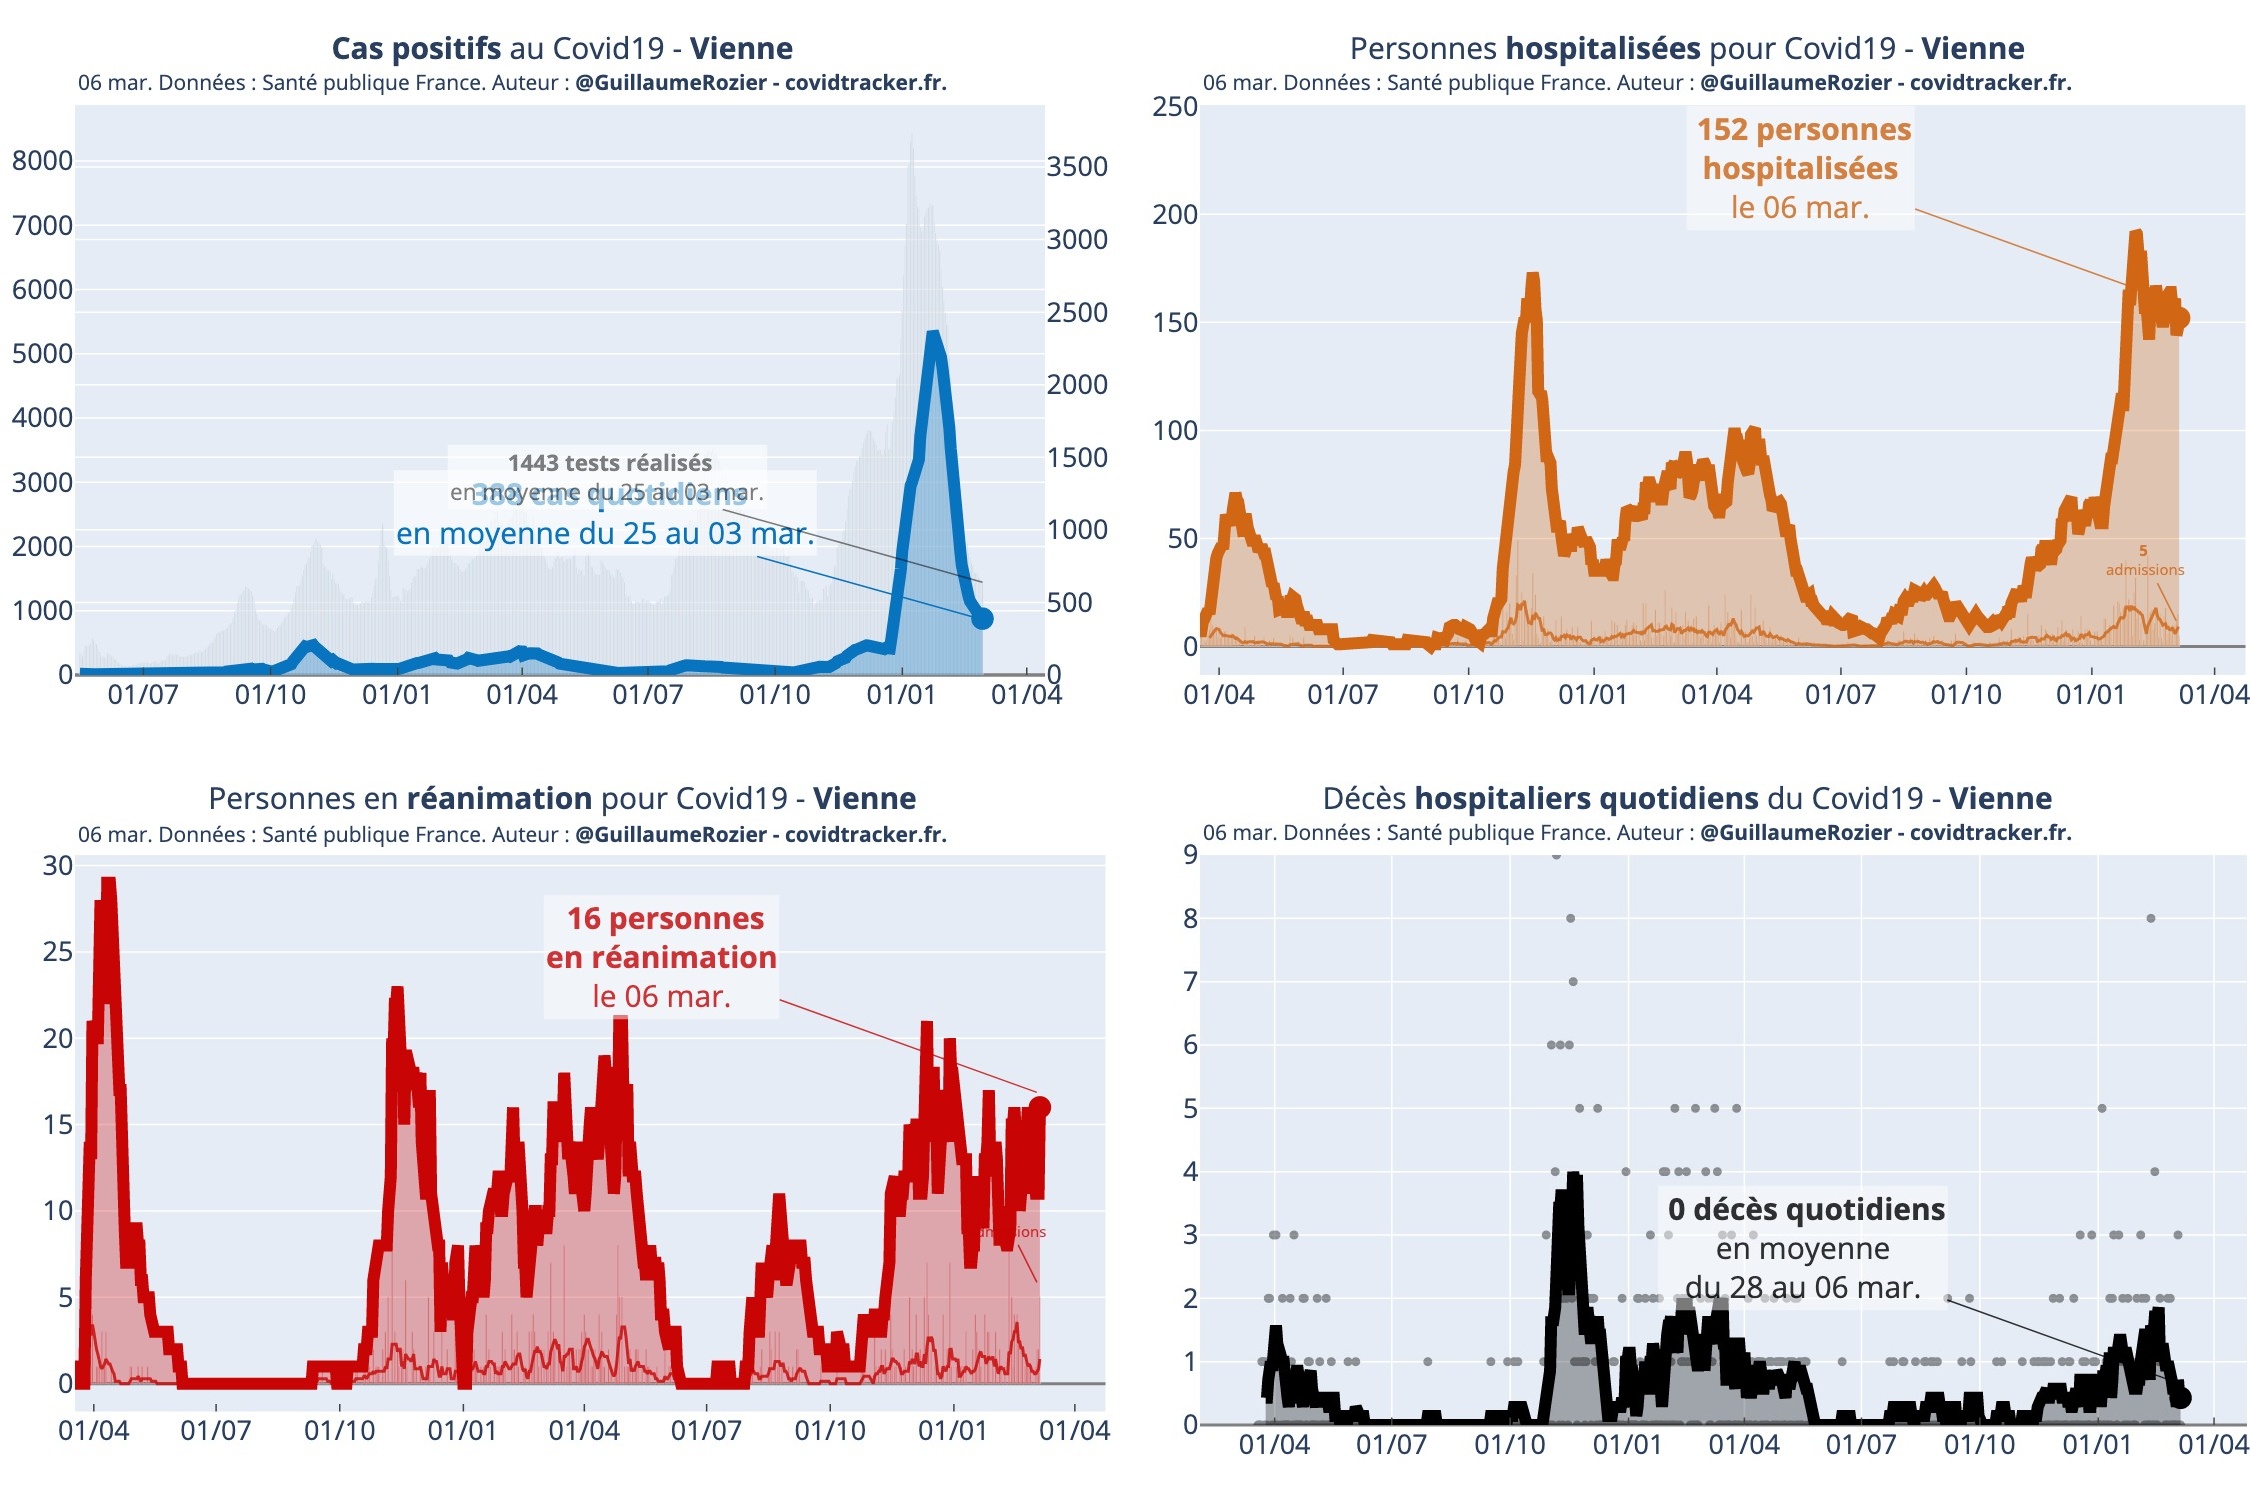 Cas positifs au Covid19 - Vienne
06 mar. Données : Santé publique France. Auteur : @GuillaumeRozier - covidtracker.fr.
8000
7000
6000
5000
4000
3000
2000
1000
0
3500
3000
2500
2000
1500
1000
500
0
1443 tests réalisés
en moyenne du 25 au 03 mar.
cas quotidiens
en moyenne du 25 au 03 mar.
01/07 01/10 01/01 01/04 01/07 01/10 01/01 01/04
Personnes hospitalisées pour Covid19 - Vienne
06 mar. Données : Santé publique France. Auteur : @GuillaumeRozier - covidtracker.fr.
250
200
150
100
50
0
152 personnes
hospitalisées
le 06 mar.
5
admissions
01/04 01/07 01/10 01/01 01/04 01/07 01/10 01/01 01/04
Personnes en réanimation pour Covid19 - Vienne
06 mar. Données : Santé publique France. Auteur : @GuillaumeRozier - covidtracker.fr.
30
25
20
15
10
5
0
16 personnes
en réanimation
le 06 mar.
01/04 01/07 01/10 01/01 01/04 01/07 01/10 01/01 01/04
Décès hospitaliers quotidiens du Covid19 - Vienne
06 mar. Données : Santé publique France. Auteur : @GuillaumeRozier - covidtracker.fr.
9
8
7
6
5
4
3
2
1
0
0 décès quotidiens
en moyenne
du 28 au 06 mar.
01/04 01/07 01/10 01/01 01/04 01/07 01/10 01/01 01/04